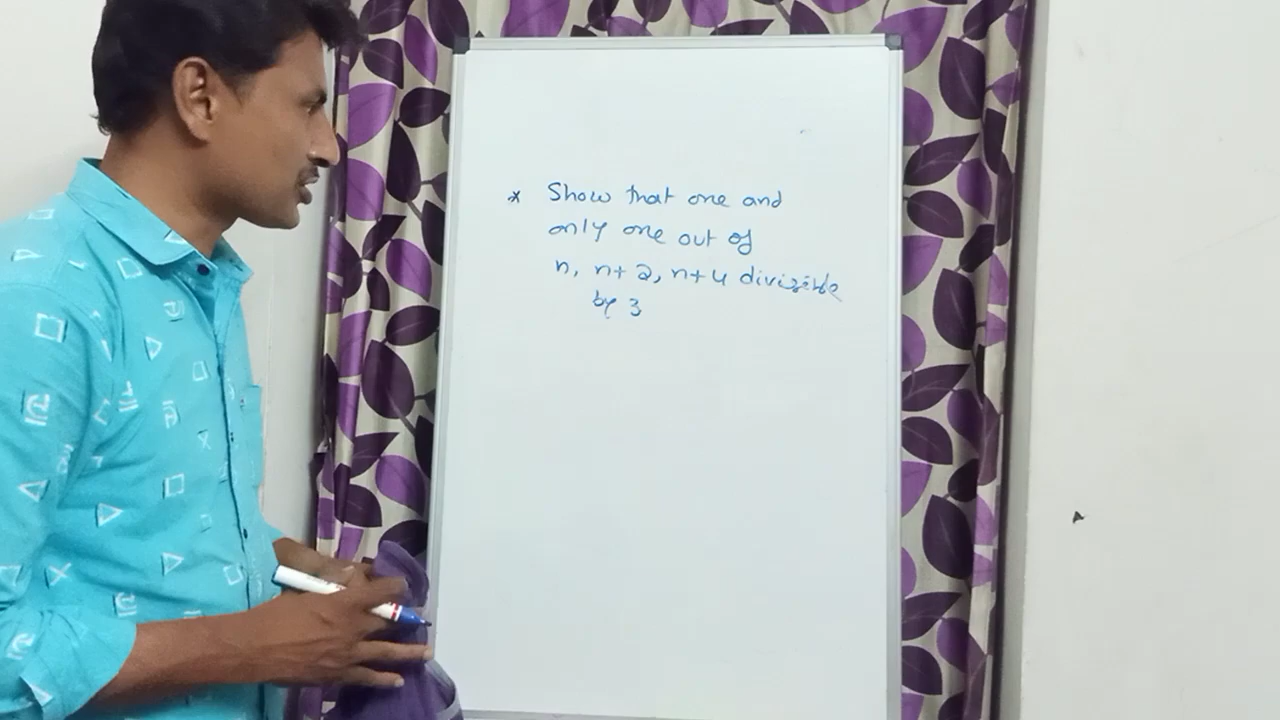 * Show that one and
only one out of
n, n+2, n+4 divisible
by 3